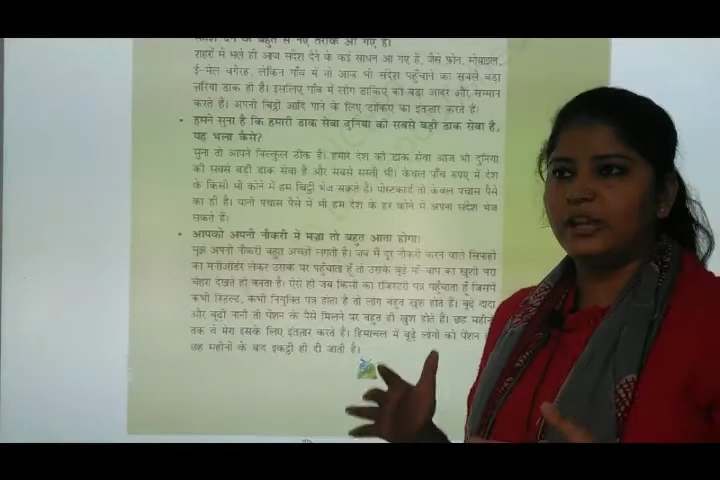 संदेश देने के बहुत से नए तरीके आ गए हैं।
शहरों में भले ही आज संदेश देने के कई साधन आ गए हैं, जैसे फ़ोन, मोबाइल,
ई-मेल वगैरह, लेकिन गाँव में तो आज भी संदेश पहुँचाने का सबसे बड़ा
ज़रिया डाक ही है। इसलिए गाँव में लोग डाकिए का बड़ा आदर और सम्मान
करते हैं। अपनी चिट्ठी आदि पाने के लिए डाकिए का इंतज़ार करते हैं।
• हमने सुना है कि हमारी डाक सेवा दुनिया की सबसे बड़ी डाक सेवा है,
यह भला कैसे?
सुना तो आपने बिल्कुल ठीक है। हमारे देश की डाक सेवा आज भी दुनिया
की सबसे बड़ी डाक सेवा है और सबसे सस्ती भी। केवल पाँच रुपए में देश
के किसी भी कोने में हम चिट्ठी भेज सकते हैं। पोस्टकार्ड तो केवल पचास पैसे
का ही है। यानी पचास पैसे में भी हम देश के हर कोने में अपना संदेश भेज
सकते हैं।
• आपको अपनी नौकरी में मज़ा तो बहुत आता होगा।
मुझे अपनी नौकरी बहुत अच्छी लगती है। जब मैं दूर नौकरी करने वाले सिपाही
का मनीऑर्डर लेकर उसके घर पहुँचाता हूँ तो उसके बूढ़े माँ बाप का खुशी भरा
चेहरा देखते ही बनता है। ऐसे ही जब किसी का रजिस्टरी पत्र पहुँचाता हूँ जिसमें
कभी रिज़ल्ट, कभी नियुक्ति पत्र होता है तो लोग बहुत खुश होते हैं। बूढ़े दादा
और बूढ़ी नानी तो पेंशन के पैसे मिलने पर बहुत ही खुश होते हैं। छह महीने
तक वे मेरा इसके लिए इंतज़ार करते हैं। हिमाचल में बूढ़े लोगों को पेंशन
छह महीनों के बाद इकट्ठी ही दी जाती है।